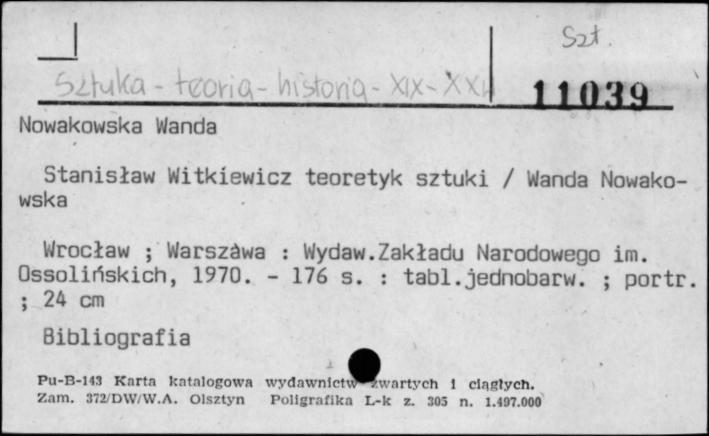 Szt.
Sztuka - teoria - historia - XIX - XX w
11039
Nowakowska Wanda
Stanisław Witkiewicz teoretyk sztuki / Wanda Nowako-
wska
Wrocław ; Warszawa : Wydaw.Zakładu Narodowego im.
Ossolińskich, 1970. - 176 s. : tabl.jednobarw. ; portr.
; 24 cm
Bibliografia
Pu-B-143 Karta katalogowa wydawnictw zwartych i ciągłych.
Zam. 372/DW/W.A. Olsztyn Poligrafika L-k z. 305 n. 1.497.000